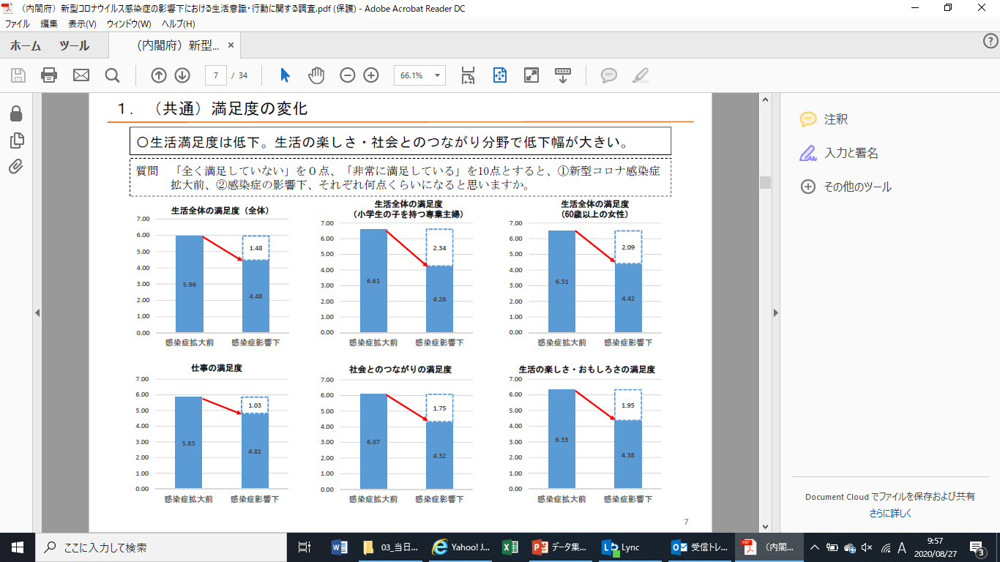 （内閣府）新型コロナウイルス感染症の影響下における生活意識・行動に関する調査.pdf (保護) - Adobe Acrobat Reader DC
ファイル 編集 表示(V) ウィンドウ(W) ヘルプ(H)
ホーム ツール （内閣府）新型... ×
7 / 34 66.1%
１．（共通）満足度の変化
〇生活満足度は低下。生活の楽しさ・社会とのつながり分野で低下幅が大きい。
質問 「全く満足していない」を０点、「非常に満足している」を10点とすると、①新型コロナ感染症
拡大前、②感染症の影響下、それぞれ何点くらいになると思いますか。
生活全体の満足度（全体）
7.00
6.00
5.00
4.00
3.00
2.00
1.00
0.00
1.48
5.96
4.48
感染症拡大前 感染症影響下
生活全体の満足度
（小学生の子を持つ専業主婦）
7.00
6.00
5.00
4.00
3.00
2.00
1.00
0.00
2.34
6.61
4.26
感染症拡大前 感染症影響下
生活全体の満足度
（60歳以上の女性）
7.00
6.00
5.00
4.00
3.00
2.00
1.00
0.00
2.09
6.51
4.42
感染症拡大前 感染症影響下
仕事の満足度
7.00
6.00
5.00
4.00
3.00
2.00
1.00
0.00
1.03
5.85
4.81
感染症拡大前 感染症影響下
社会とのつながりの満足度
7.00
6.00
5.00
4.00
3.00
2.00
1.00
0.00
1.75
6.07
4.32
感染症拡大前 感染症影響下
生活の楽しさ・おもしろさの満足度
7.00
6.00
5.00
4.00
3.00
2.00
1.00
0.00
1.95
6.33
4.38
感染症拡大前 感染症影響下
7
注釈
入力と署名
その他のツール
Document Cloud でファイルを保存および共有
さらに詳しく
ここに入力して検索
03_当日... Yahoo! J... データ集... Lync 受信トレ... （内閣...
A 9:57
2020/08/27
3